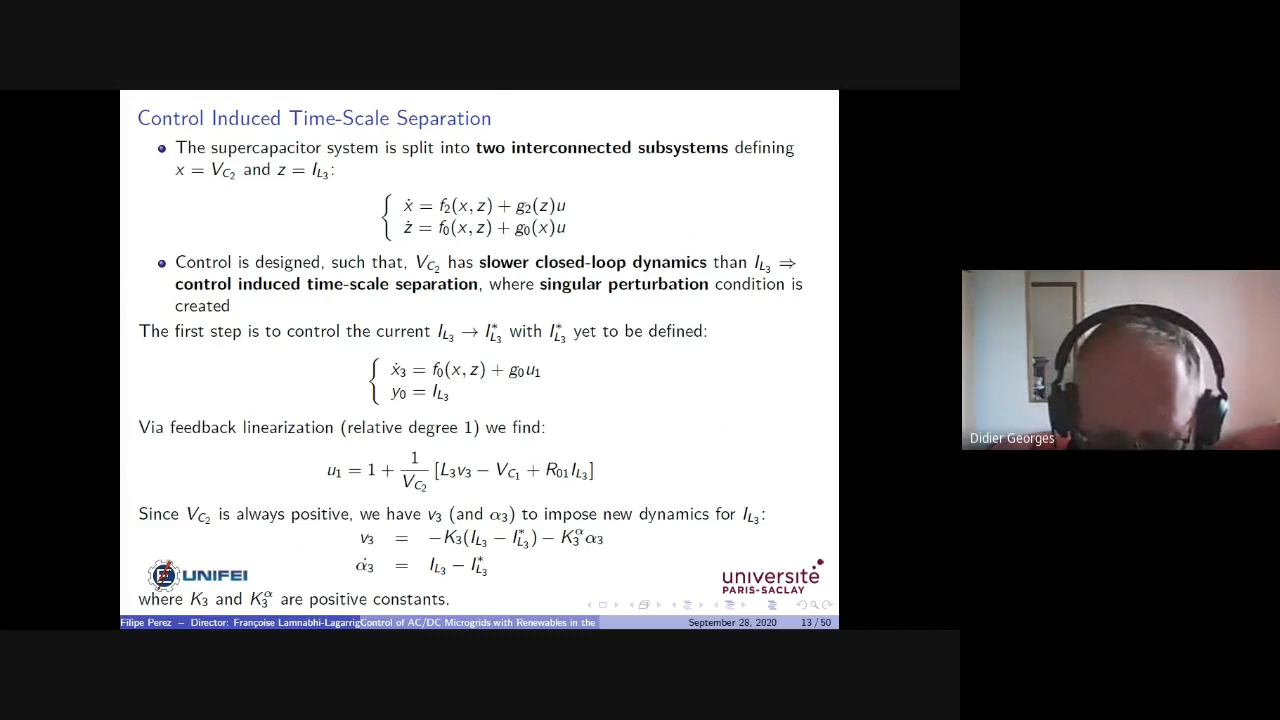 Control Induced Time-Scale Separation
The supercapacitor system is split into two interconnected subsystems defining
x = V_{C_2} and z = I_{L_3}:
ẋ = f_2(x, z) + g_2(z)u
ż = f_0(x, z) + g_0(x)u
Control is designed, such that, V_{C_2} has slower closed-loop dynamics than I_{L_3} ⇒
control induced time-scale separation, where singular perturbation condition is
created
The first step is to control the current I_{L_3} → I*_{L_3} with I*_{L_3} yet to be defined:
ẋ_3 = f_0(x, z) + g_0u_1
y_0 = I_{L_3}
Via feedback linearization (relative degree 1) we find:
u_1 = 1 + \frac{1}{V_{C_2}} [L_3v_3 − V_{C_1} + R_{01}I_{L_3}]
Since V_{C_2} is always positive, we have v_3 (and α_3) to impose new dynamics for I_{L_3}:
v_3 = −K_3(I_{L_3} − I*_{L_3}) − K_3^α α_3
α̇_3 = I_{L_3} − I*_{L_3}
where K_3 and K_3^α are positive constants.
UNIFEI
université
PARIS-SACLAY
Filipe Perez – Director: Françoise Lamnabhi-Lagarrig
Control of AC/DC Microgrids with Renewables in the
September 28, 2020
13 / 50
Didier Georges